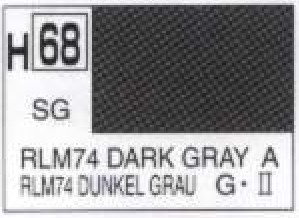 H 68
SG
RLM74 DARK GRAY A
RLM74 DUNKEL GRAU G・II